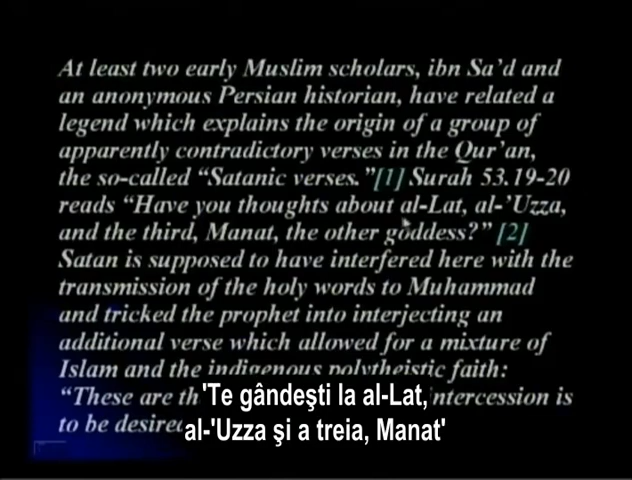 At least two early Muslim scholars, ibn Sa'd and
an anonymous Persian historian, have related a
legend which explains the origin of a group of
apparently contradictory verses in the Qur'an,
the so-called “Satanic verses.”[1] Surah 53.19-20
reads “Have you thoughts about al-Lat, al-’Uzza,
and the third, Manat, the other goddess?” [2]
Satan is supposed to have interfered here with the
transmission of the holy words to Muhammad
and tricked the prophet into interjecting an
additional verse which allowed for a mixture of
Islam and the indigenous polytheistic faith:
“These are intercession is
to be desired
'Te gândeşti la al-Lat,
al-'Uzza şi a treia, Manat'